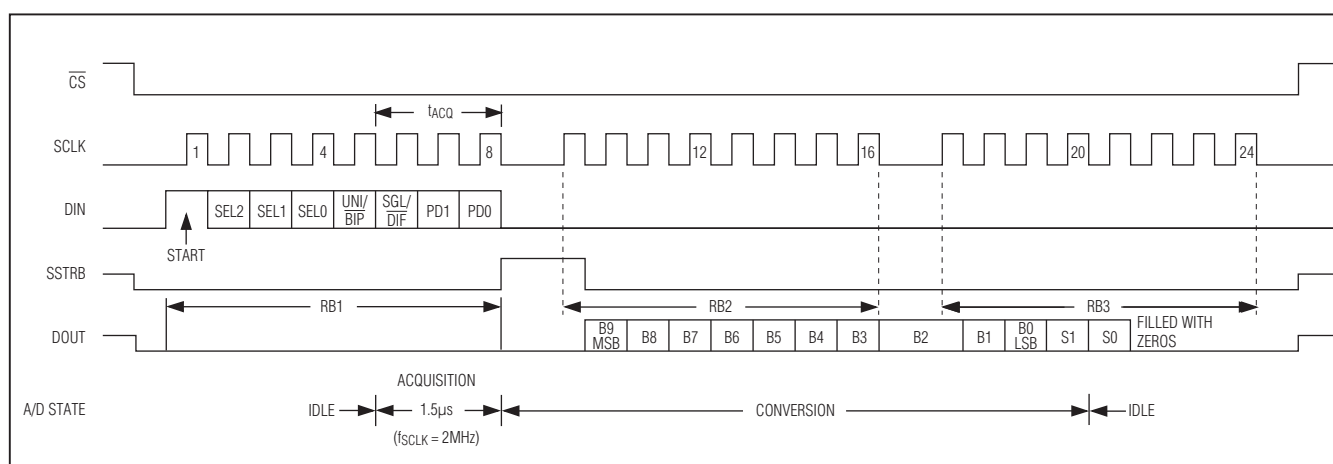 CS
tACQ
SCLK 1 4 8 12 16 20 24
DIN SEL2 SEL1 SEL0 UNI/ BIP SGL/ DIF PD1 PD0
START
SSTRB
RB1 RB2 RB3
DOUT B9 MSB B8 B7 B6 B5 B4 B3 B2 B1 B0 LSB S1 S0 FILLED WITH ZEROS
ACQUISITION
A/D STATE IDLE 1.5µs CONVERSION IDLE
(fSCLK = 2MHz)